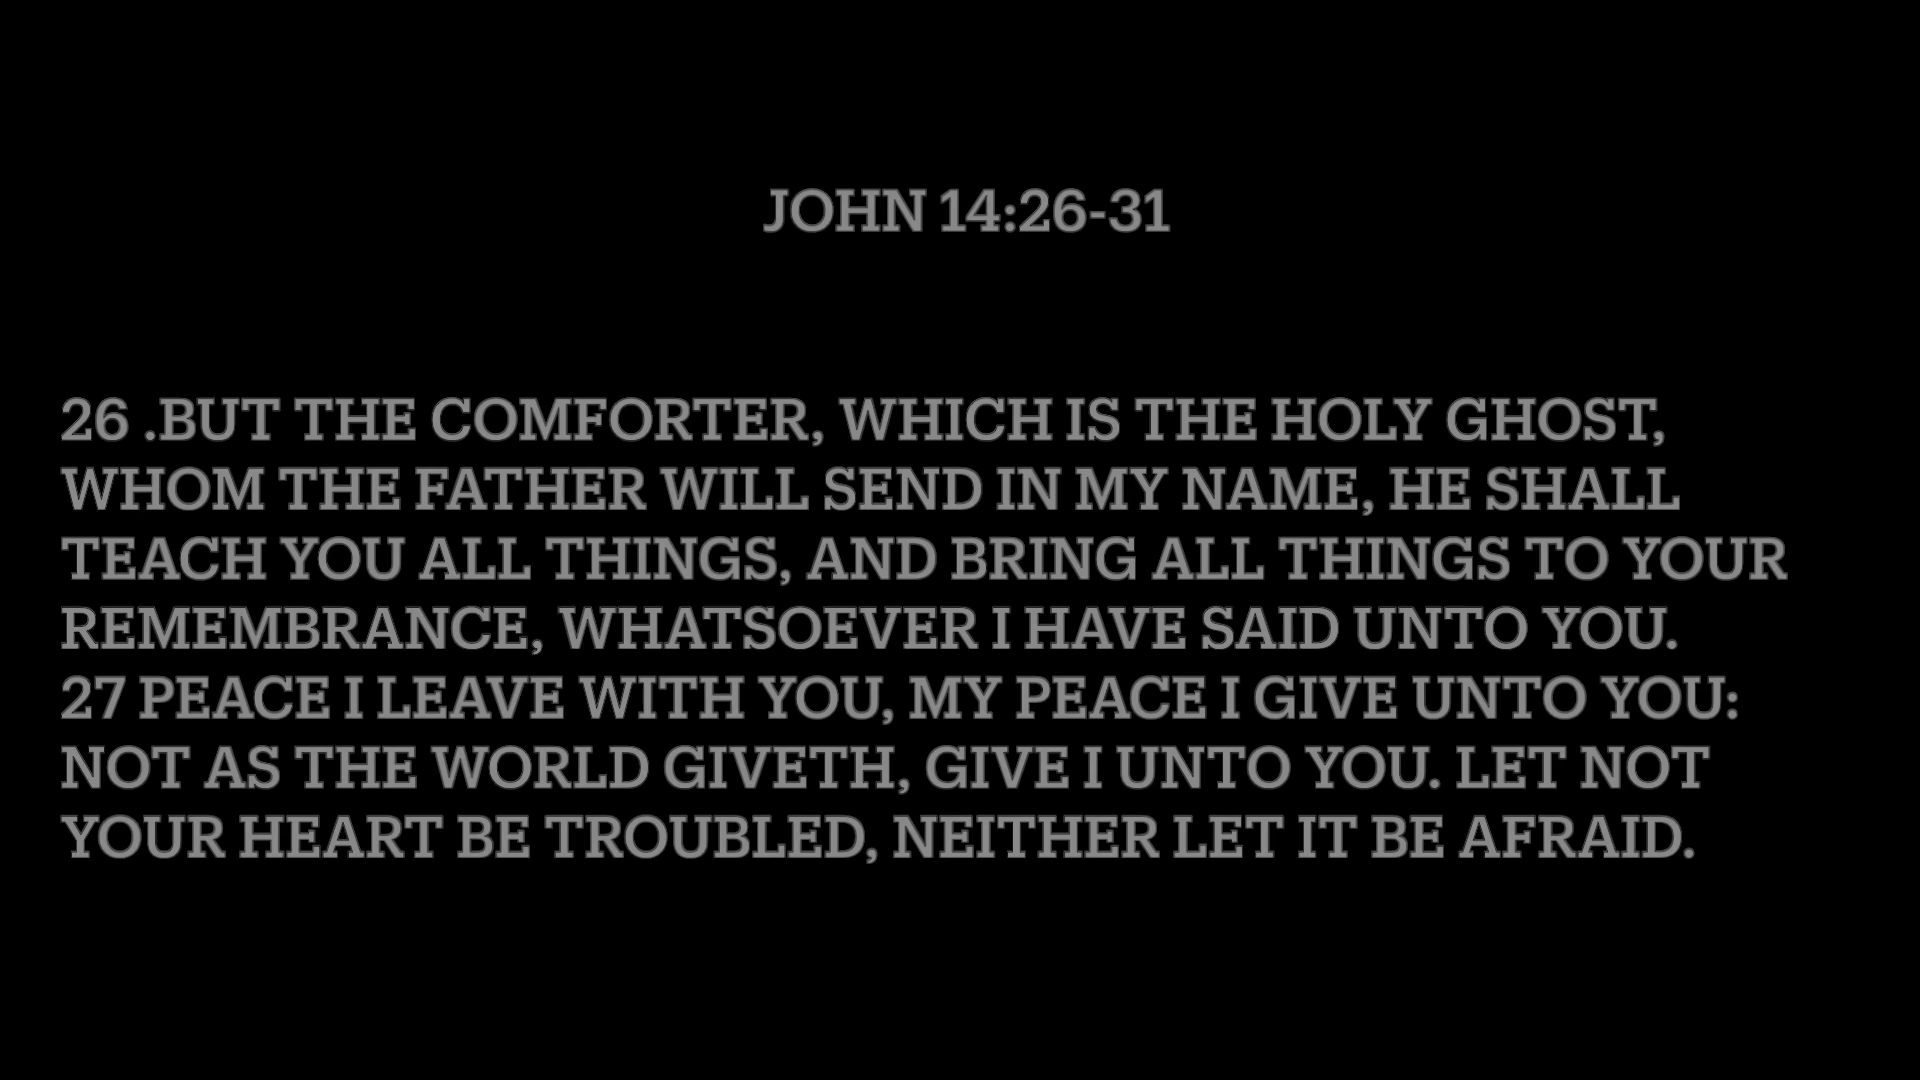 JOHN 14:26-31
26 .BUT THE COMFORTER, WHICH IS THE HOLY GHOST,
WHOM THE FATHER WILL SEND IN MY NAME, HE SHALL
TEACH YOU ALL THINGS, AND BRING ALL THINGS TO YOUR
REMEMBRANCE, WHATSOEVER I HAVE SAID UNTO YOU.
27 PEACE I LEAVE WITH YOU, MY PEACE I GIVE UNTO YOU:
NOT AS THE WORLD GIVETH, GIVE I UNTO YOU. LET NOT
YOUR HEART BE TROUBLED, NEITHER LET IT BE AFRAID.